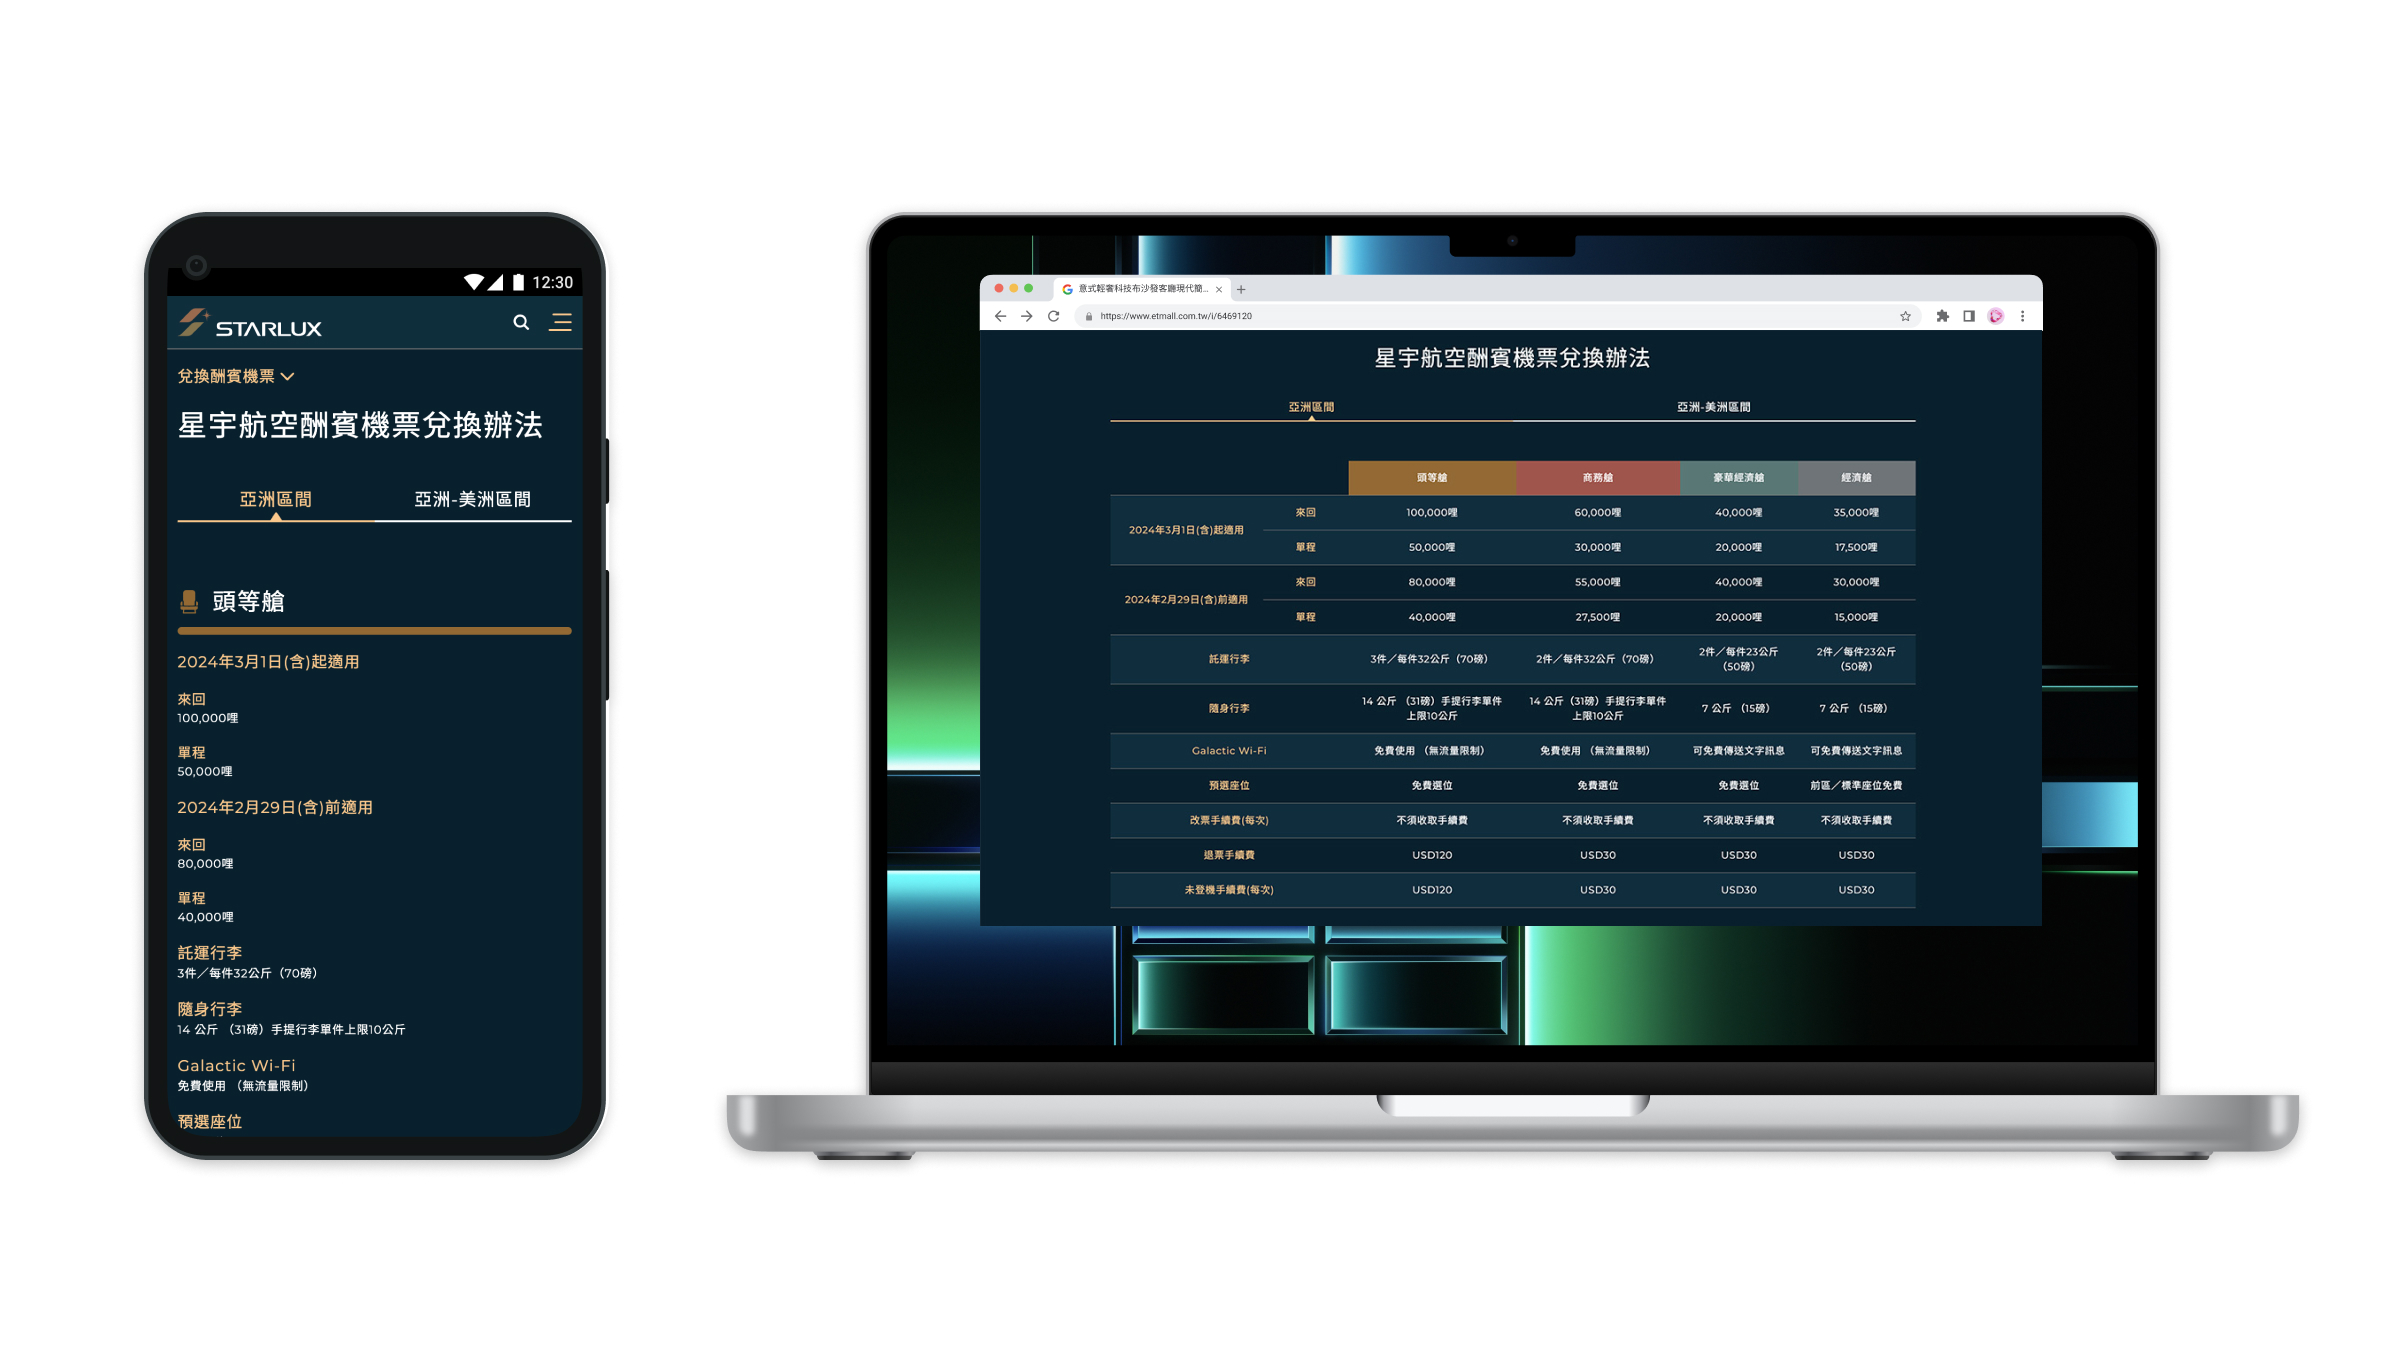 12:30
STARLUX
兌換酬賓機票
星宇航空酬賓機票兌換辦法
亞洲區間 亞洲-美洲區間
頭等艙
2024年3月1日(含)起適用
來回
100,000哩
單程
50,000哩
2024年2月29日(含)前適用
來回
80,000哩
單程
40,000哩
託運行李
3件／每件32公斤（70磅）
隨身行李
14 公斤 （31磅）手提行李單件上限10公斤
Galactic Wi-Fi
免費使用 （無流量限制）
預選座位
意式輕奢科技布沙發客廳現代簡...
https://www.etmall.com.tw/i/6469120
星宇航空酬賓機票兌換辦法
亞洲區間 亞洲-美洲區間
頭等艙 商務艙 豪華經濟艙 經濟艙
2024年3月1日(含)起適用
來回 100,000哩 60,000哩 40,000哩 35,000哩
單程 50,000哩 30,000哩 20,000哩 17,500哩
2024年2月29日(含)前適用
來回 80,000哩 55,000哩 40,000哩 30,000哩
單程 40,000哩 27,500哩 20,000哩 15,000哩
託運行李 3件／每件32公斤（70磅） 2件／每件32公斤（70磅） 2件／每件23公斤 2件／每件23公斤
（50磅） （50磅）
隨身行李 14 公斤 （31磅）手提行李單件 14 公斤（31磅）手提行李單件 7 公斤 （15磅） 7 公斤 （15磅）
上限10公斤 上限10公斤
Galactic Wi-Fi 免費使用 （無流量限制） 免費使用 （無流量限制） 可免費傳送文字訊息 可免費傳送文字訊息
預選座位 免費選位 免費選位 免費選位 前區／標準座位免費
改票手續費(每次) 不須收取手續費 不須收取手續費 不須收取手續費 不須收取手續費
退票手續費 USD120 USD30 USD30 USD30
未登機手續費(每次) USD120 USD30 USD30 USD30